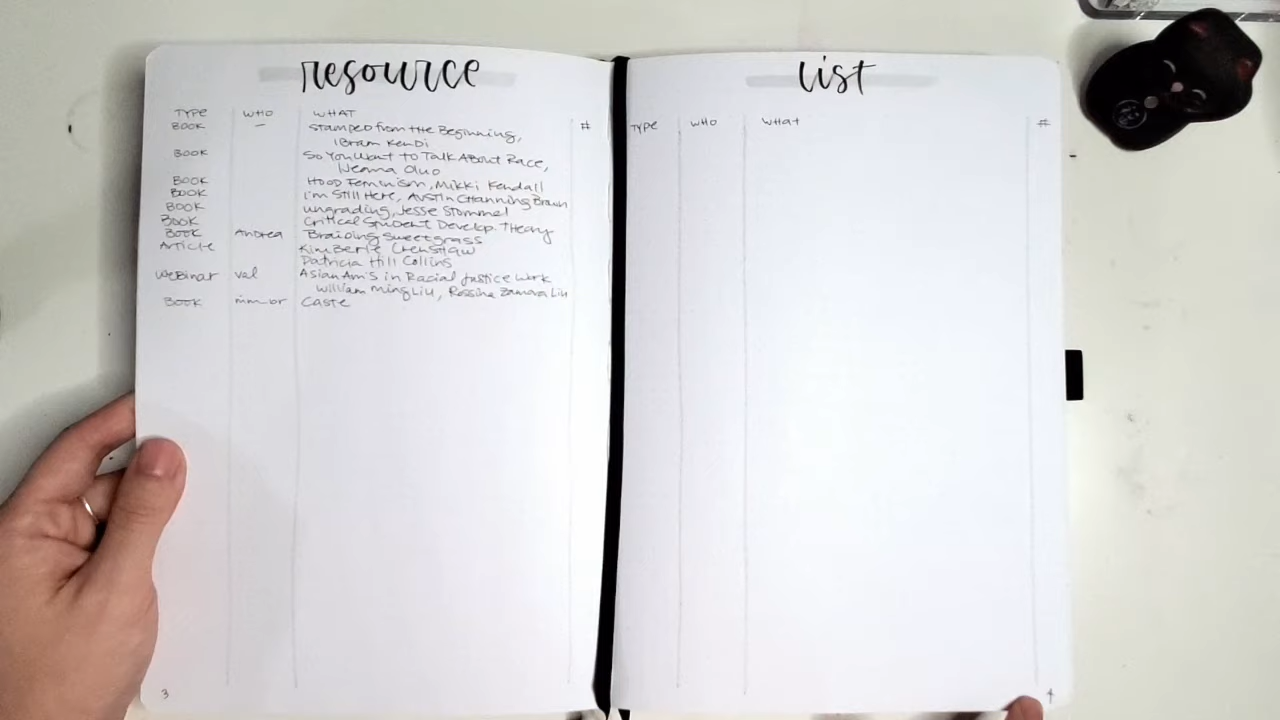 resource
TYPE WHO WHAT #
BOOK – Stamped from the Beginning,
Ibram Kendi
BOOK So You Want to Talk About Race,
Ijeoma Oluo
BOOK Hood Feminism, Mikki Kendall
BOOK I'm Still Here, Austin Channing Brown
BOOK ungrading, Jesse Stommel
BOOK Critical Student Develop. Theory
BOOK Andrea Braiding Sweetgrass
Article Kimberlé Crenshaw
Patricia Hill Collins
Webinar val Asian Am's in Racial Justice Work
William Ming Liu, Rossina Zamora Liu
BOOK Caste
3
list
TYPE WHO WHAT #
4